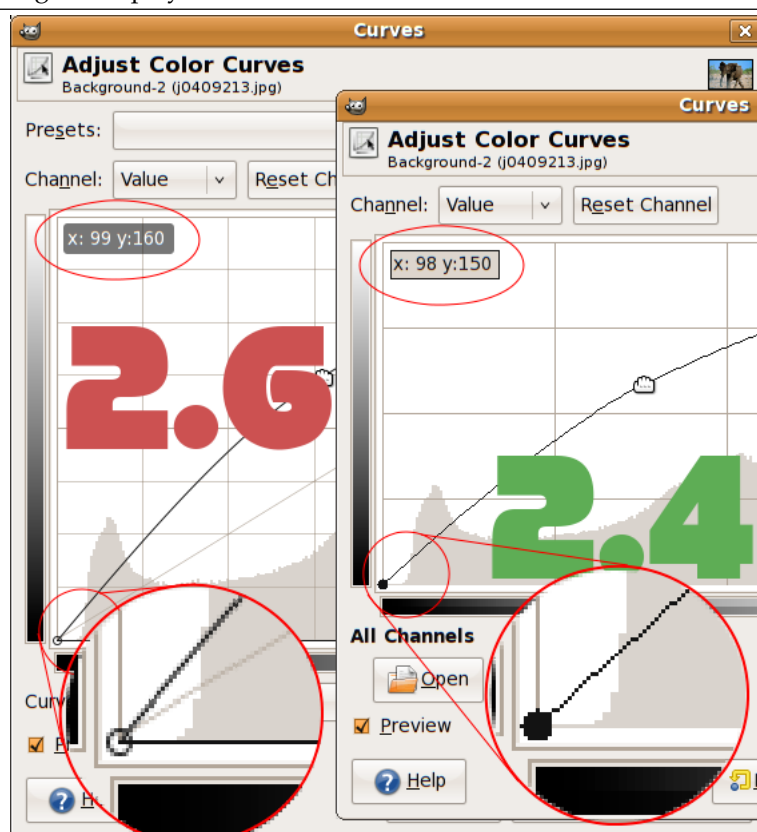 Curves
Adjust Color Curves
Background-2 (j0409213.jpg)
Presets:
Channel: Value Reset Ch
x: 99 y:160
2.6
Curv
H
Curves
Adjust Color Curves
Background-2 (j0409213.jpg)
Channel: Value Reset Channel
x: 98 y:150
2.4
All Channels
Open
Preview
Help